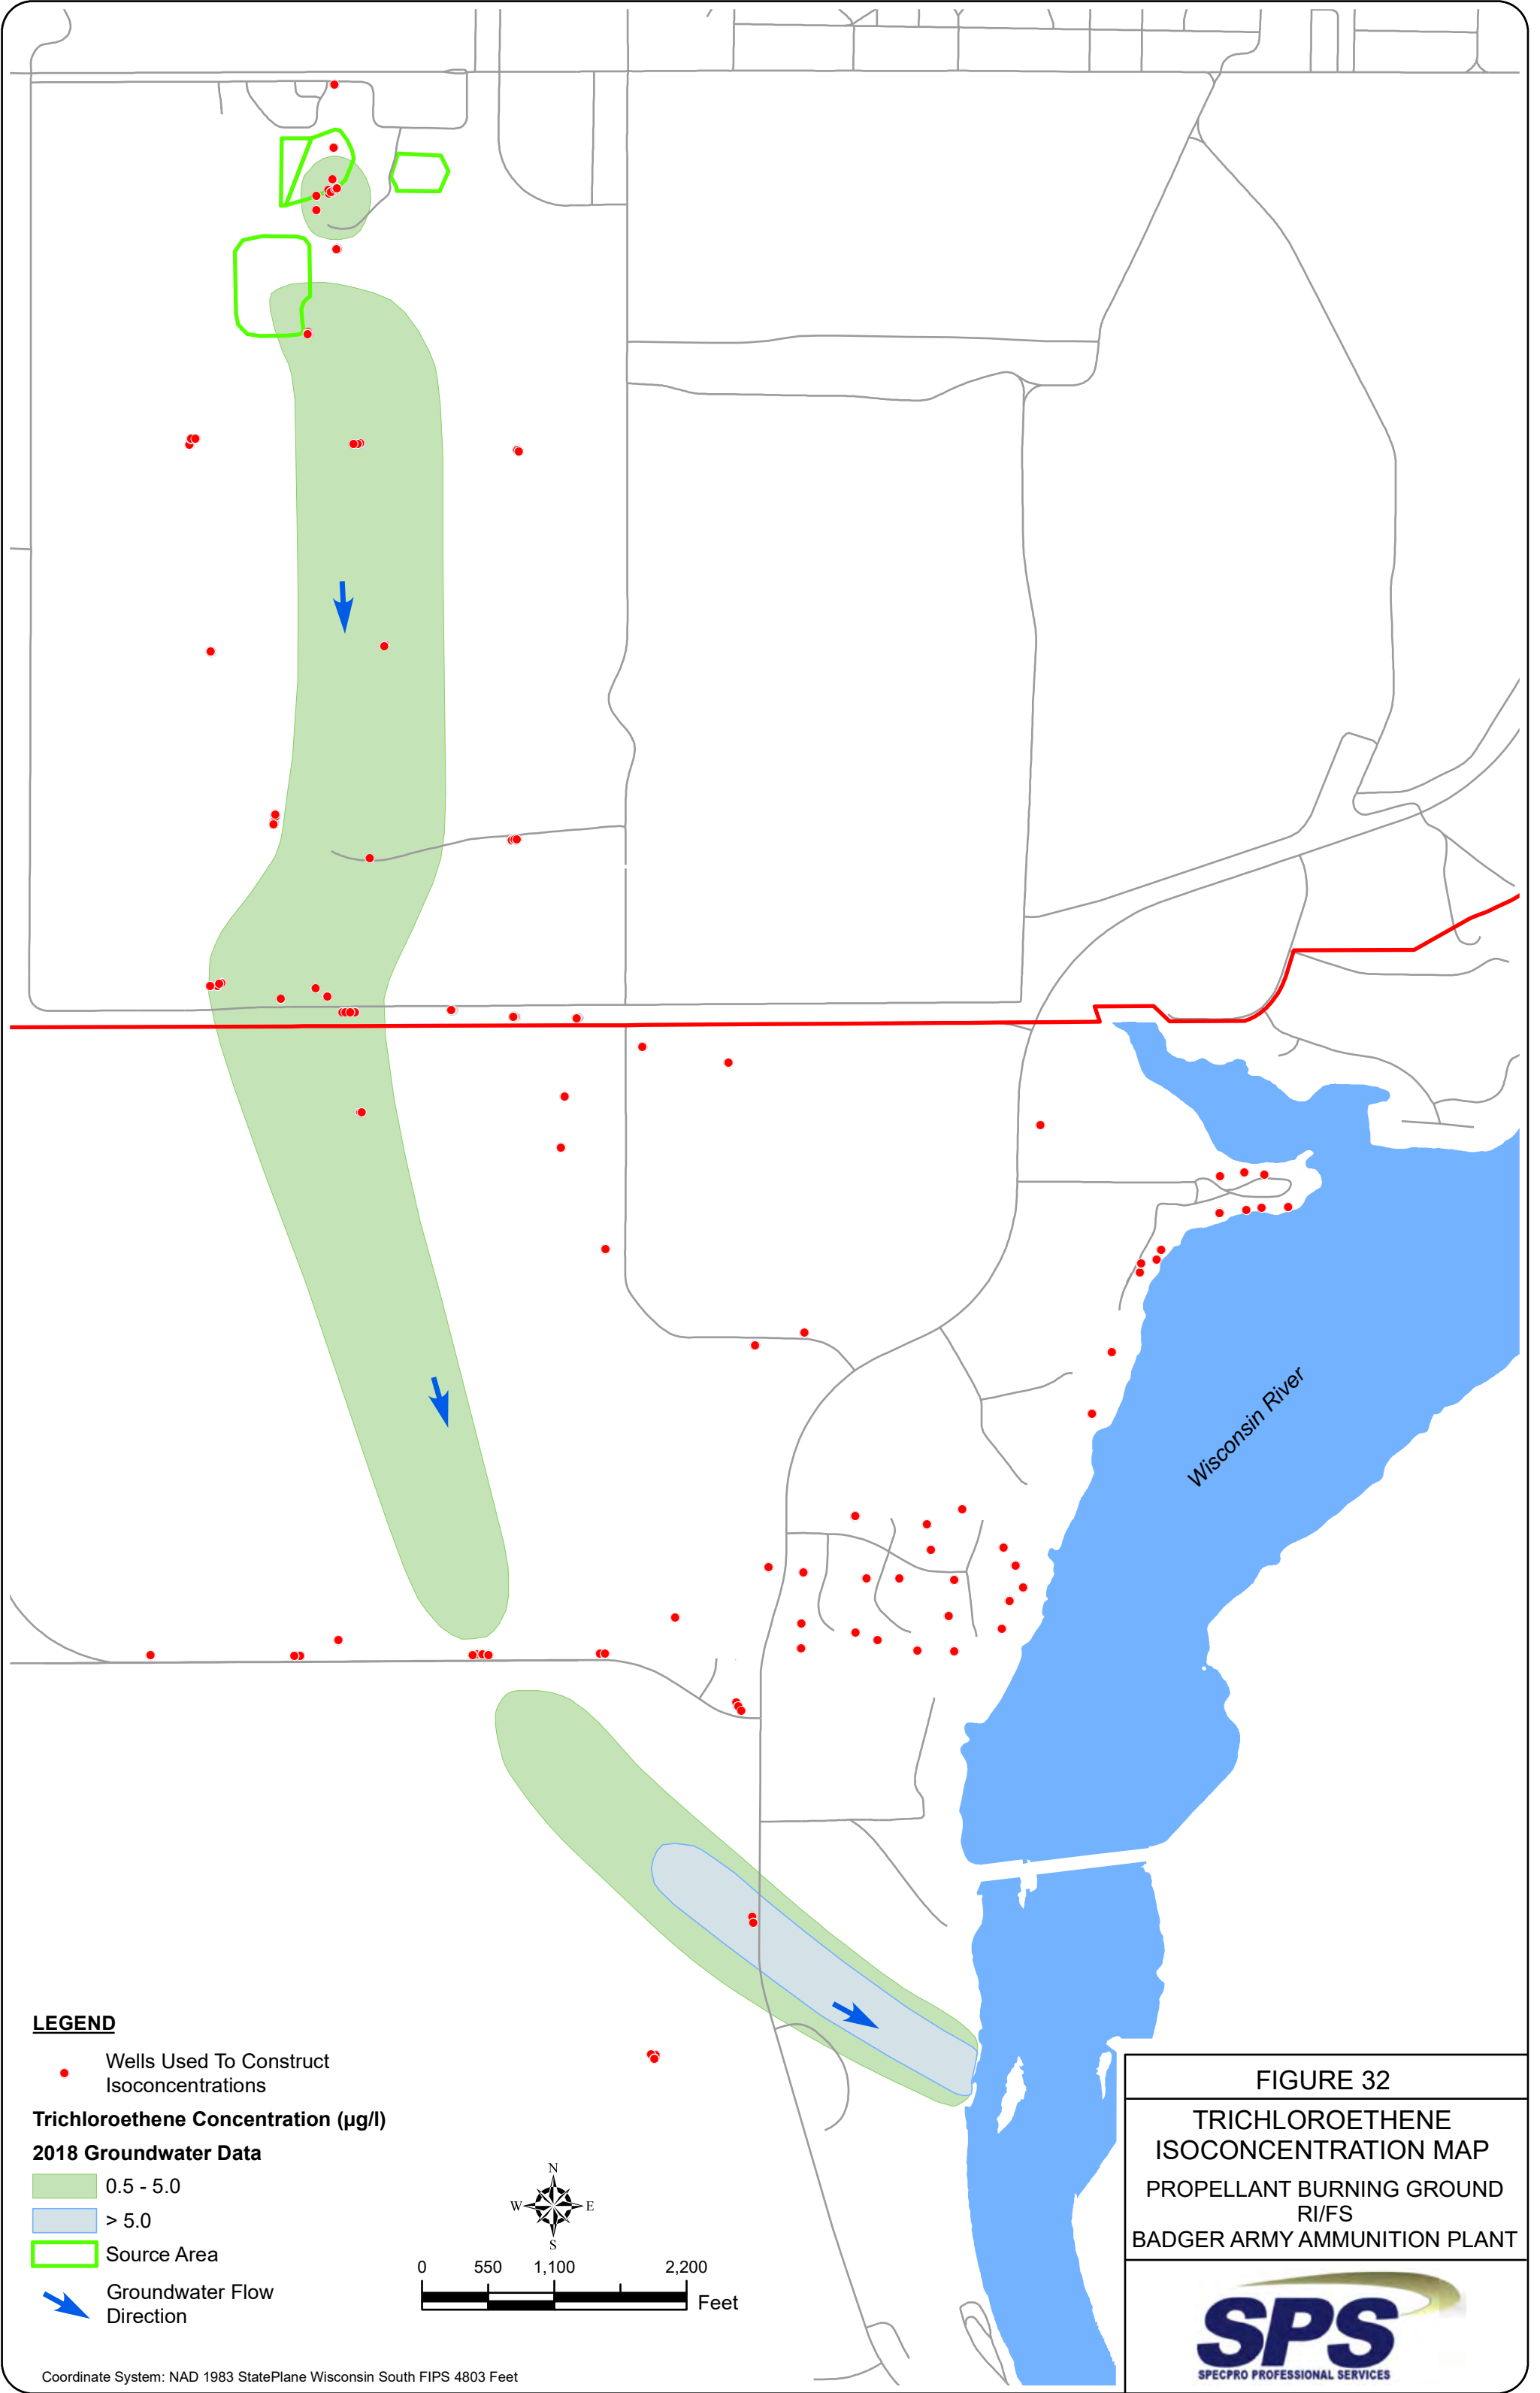 Wisconsin River
LEGEND
Wells Used To Construct
Isoconcentrations
Trichloroethene Concentration (µg/l)
2018 Groundwater Data
0.5 - 5.0
> 5.0
Source Area
Groundwater Flow
Direction
N
W E
S
0 550 1,100 2,200
Feet
Coordinate System: NAD 1983 StatePlane Wisconsin South FIPS 4803 Feet
FIGURE 32
TRICHLOROETHENE
ISOCONCENTRATION MAP
PROPELLANT BURNING GROUND
RI/FS
BADGER ARMY AMMUNITION PLANT
SPS
SPECPRO PROFESSIONAL SERVICES